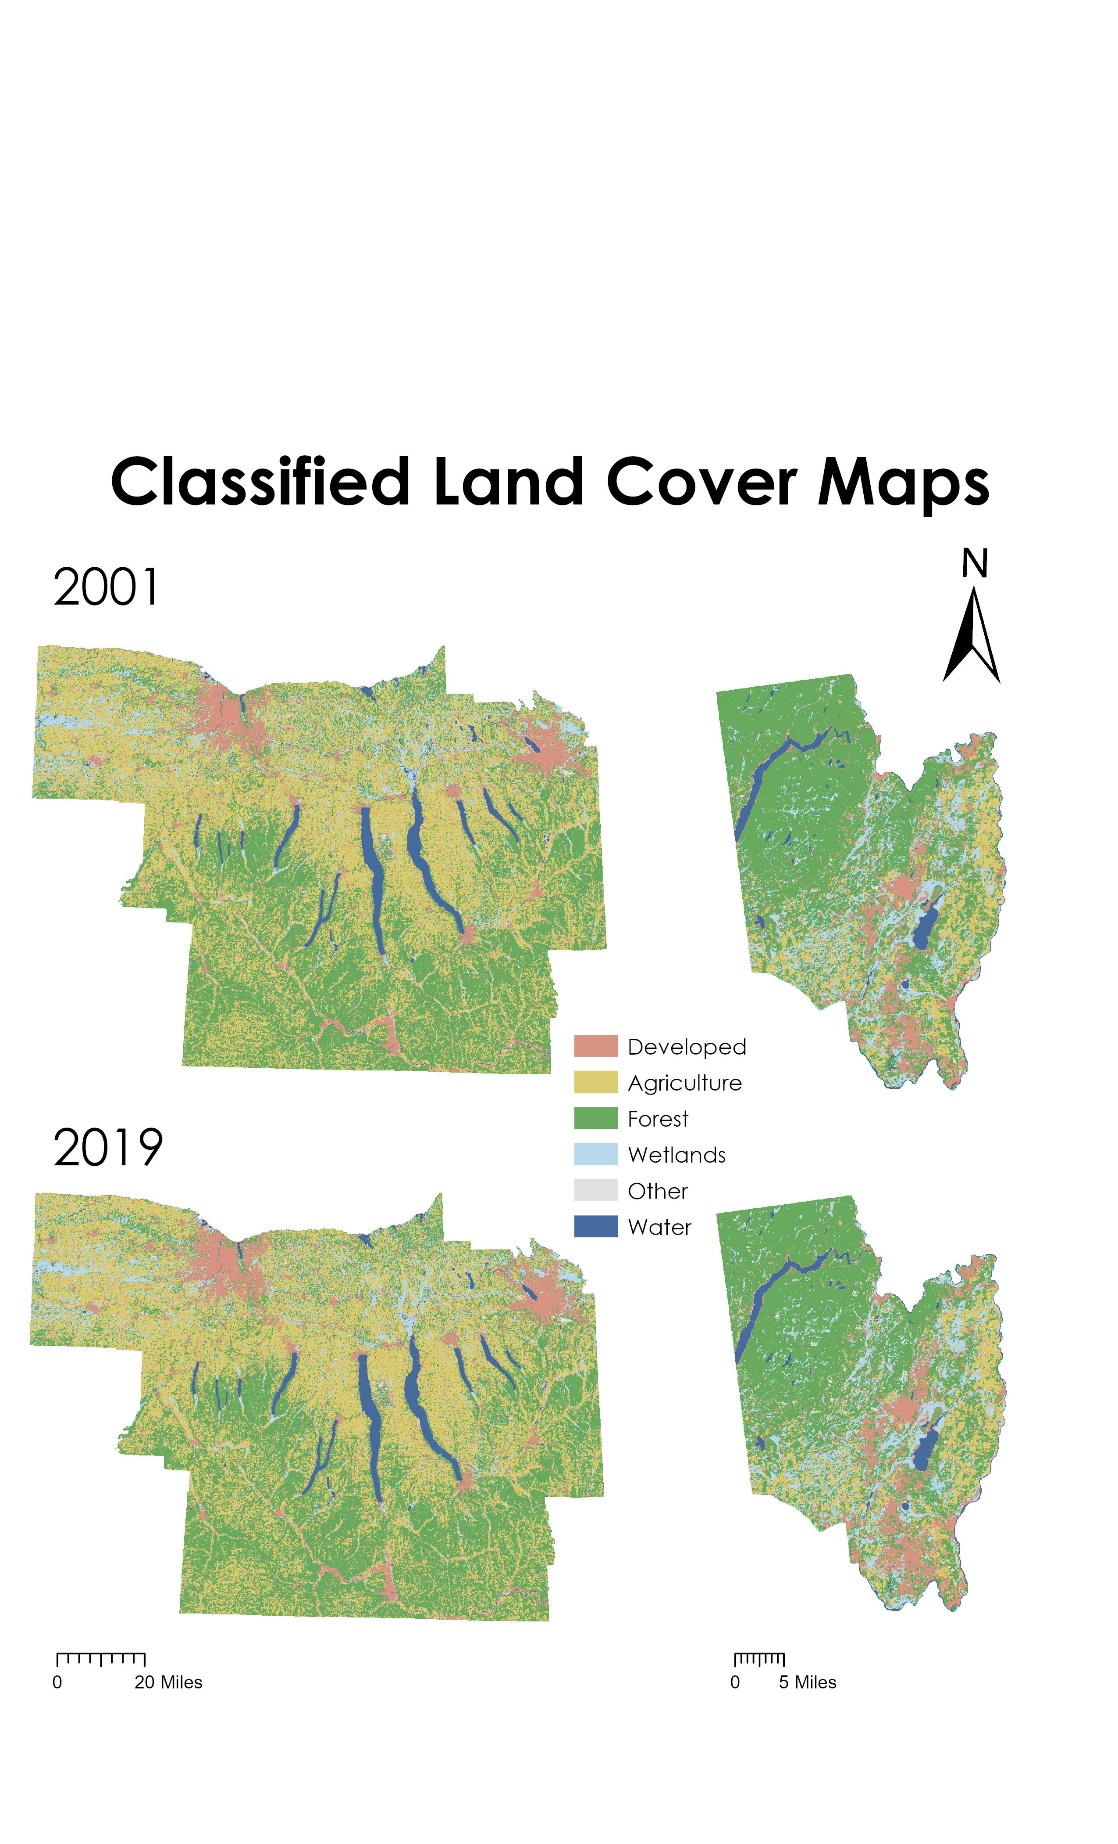 Classified Land Cover Maps
2001
N
Developed
Agriculture
Forest
Wetlands
Other
Water
2019
0 20 Miles
0 5 Miles